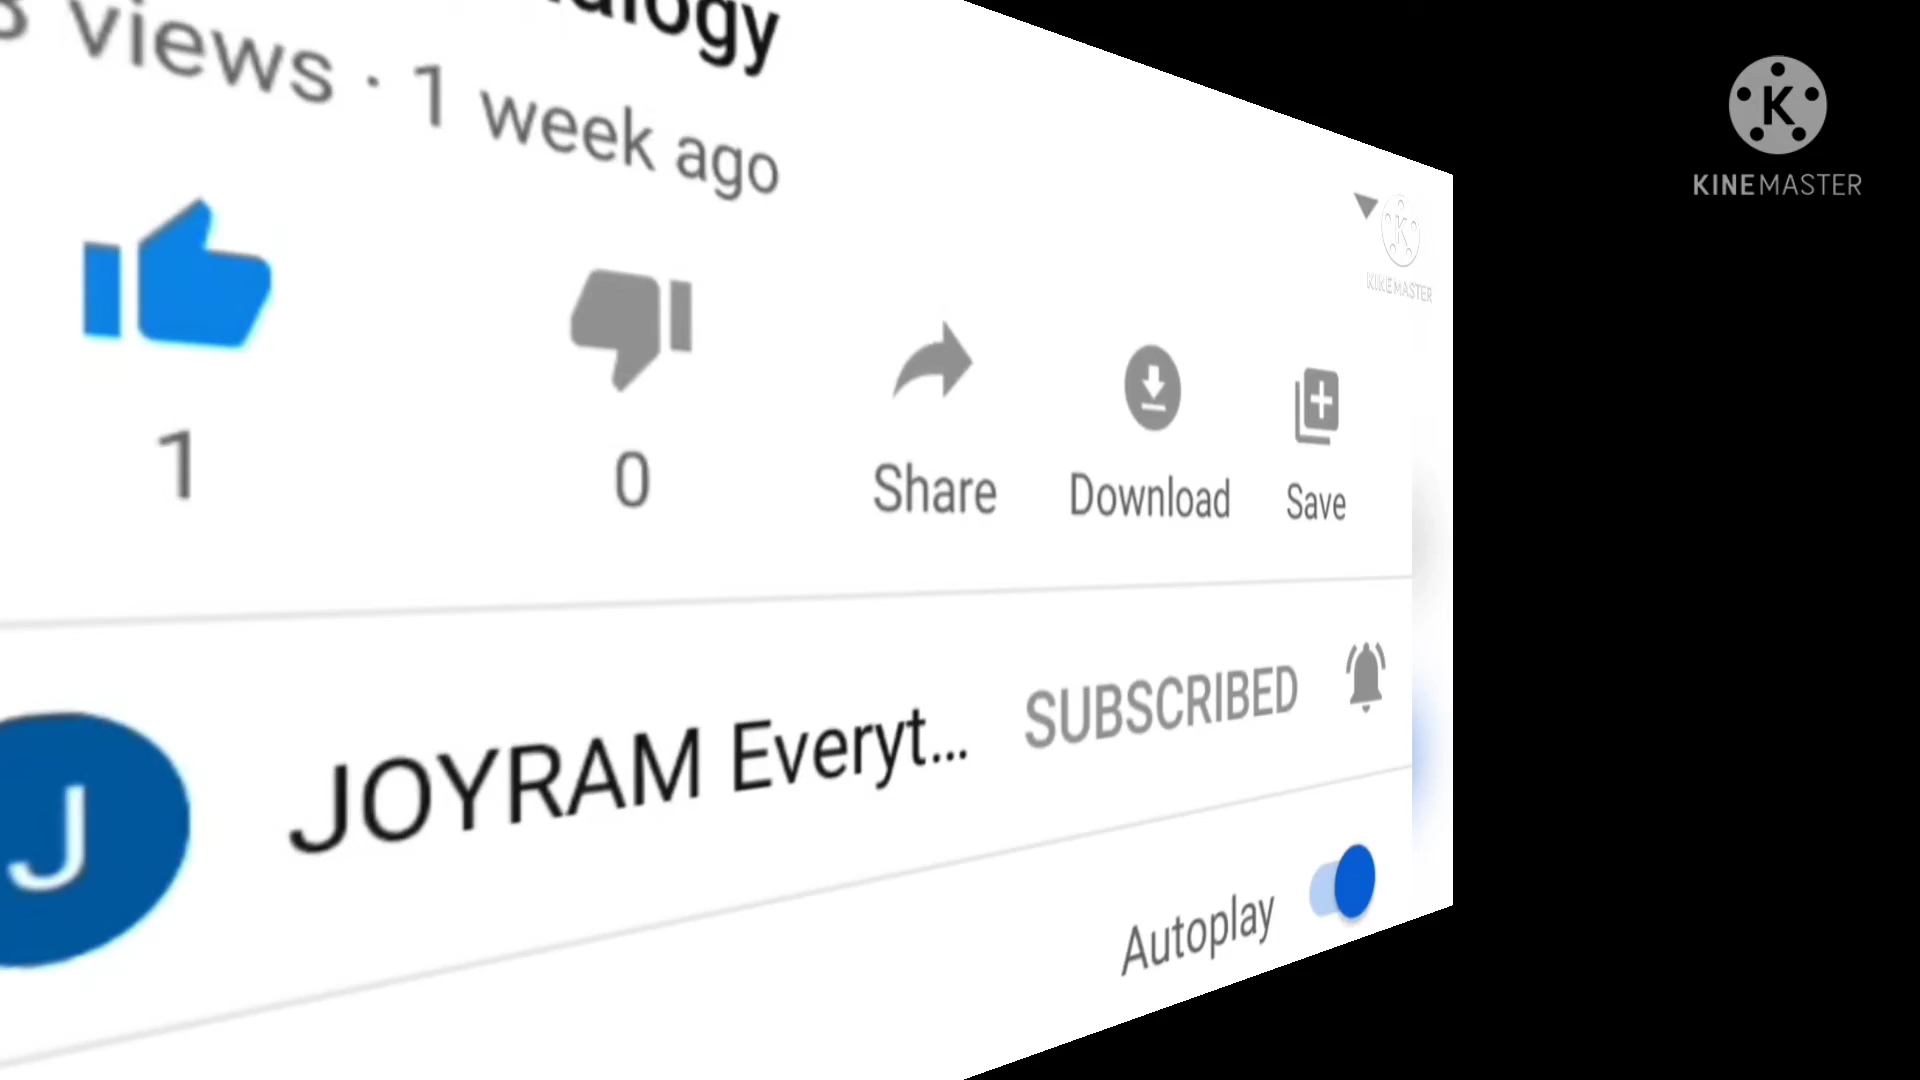 views · 1 week ago
K
KINEMASTER
K
KINEMASTER
1
0
Share
Download
Save
J
JOYRAM Everyt...
SUBSCRIBED
Autoplay